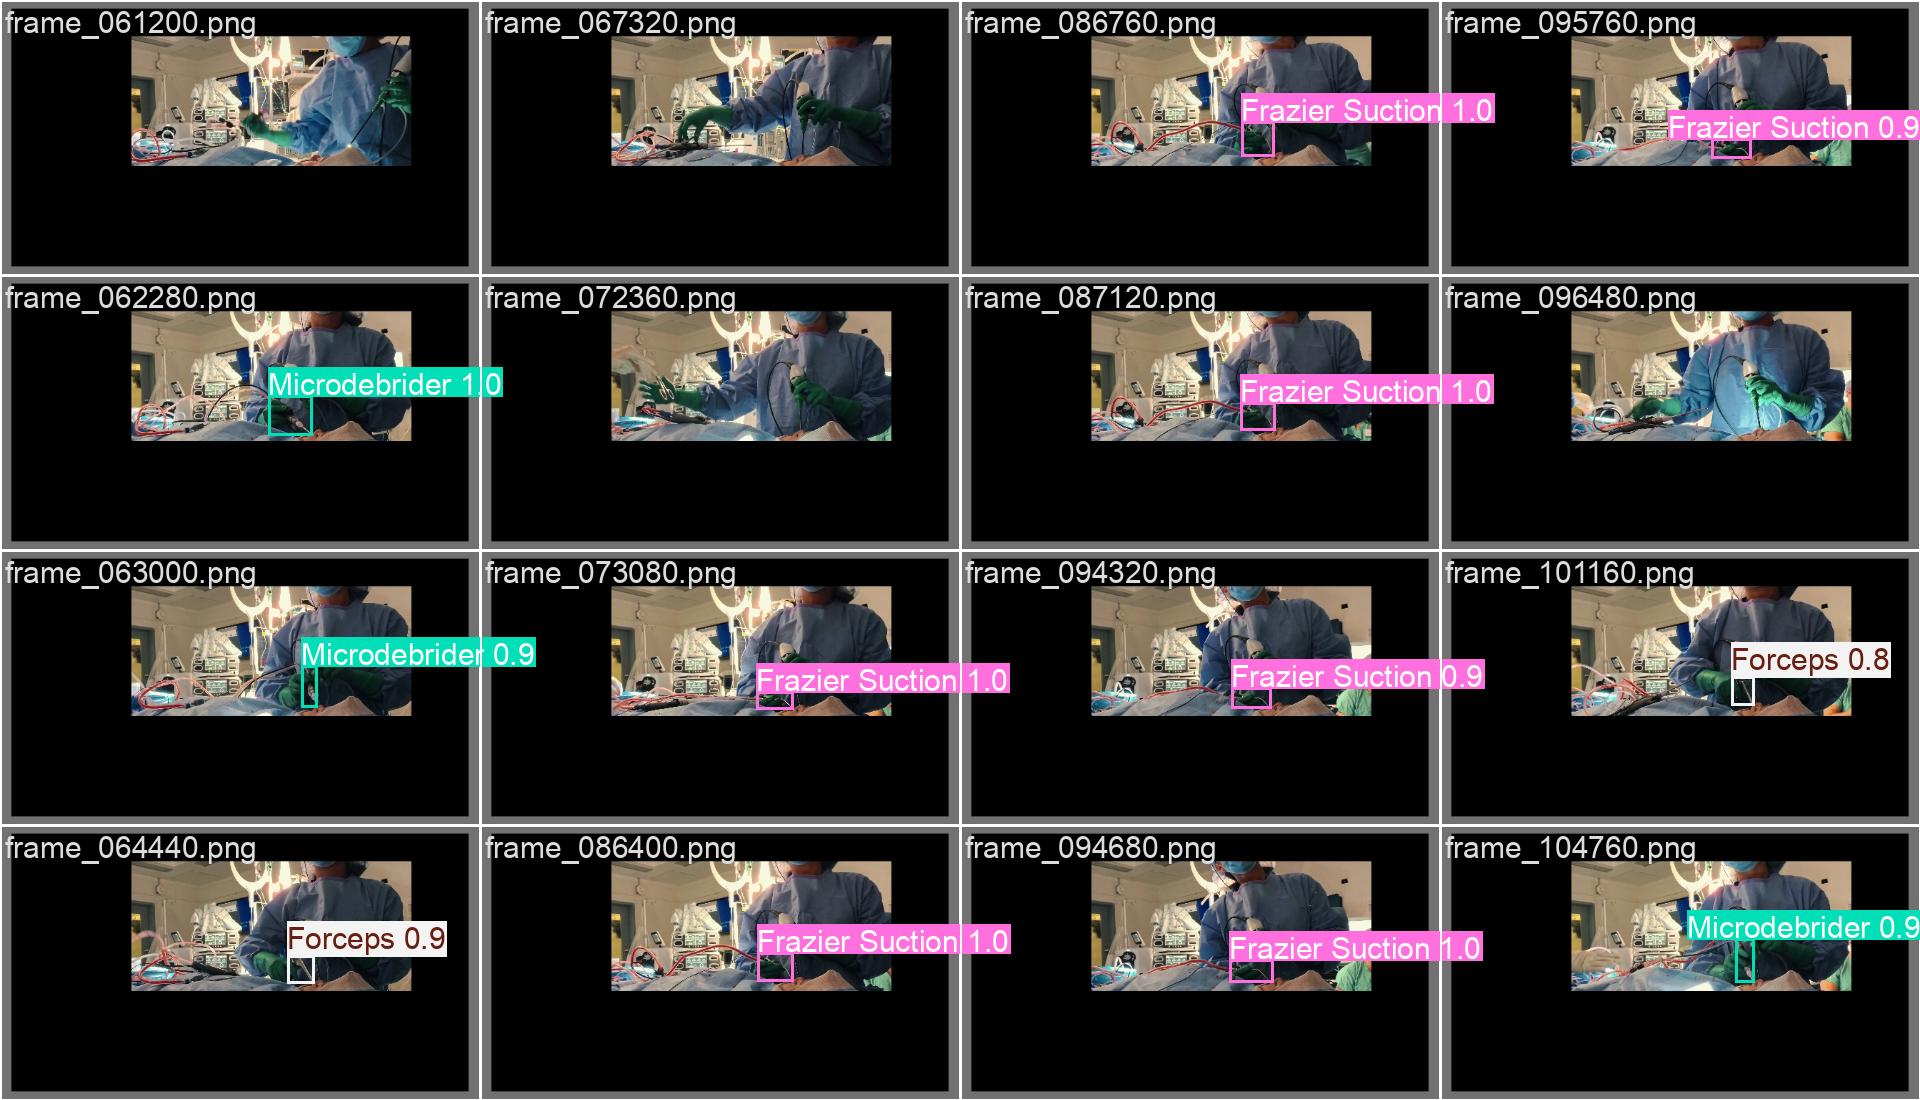 frame_061200.png
frame_067320.png
frame_086760.png
Frazier Suction 1.0
frame_095760.png
Frazier Suction 0.9
frame_062280.png
Microdebrider 1.0
frame_072360.png
frame_087120.png
Frazier Suction 1.0
frame_096480.png
frame_063000.png
Microdebrider 0.9
frame_073080.png
Frazier Suction 1.0
frame_094320.png
Frazier Suction 0.9
frame_101160.png
Forceps 0.8
frame_064440.png
Forceps 0.9
frame_086400.png
Frazier Suction 1.0
frame_094680.png
Frazier Suction 1.0
frame_104760.png
Microdebrider 0.9